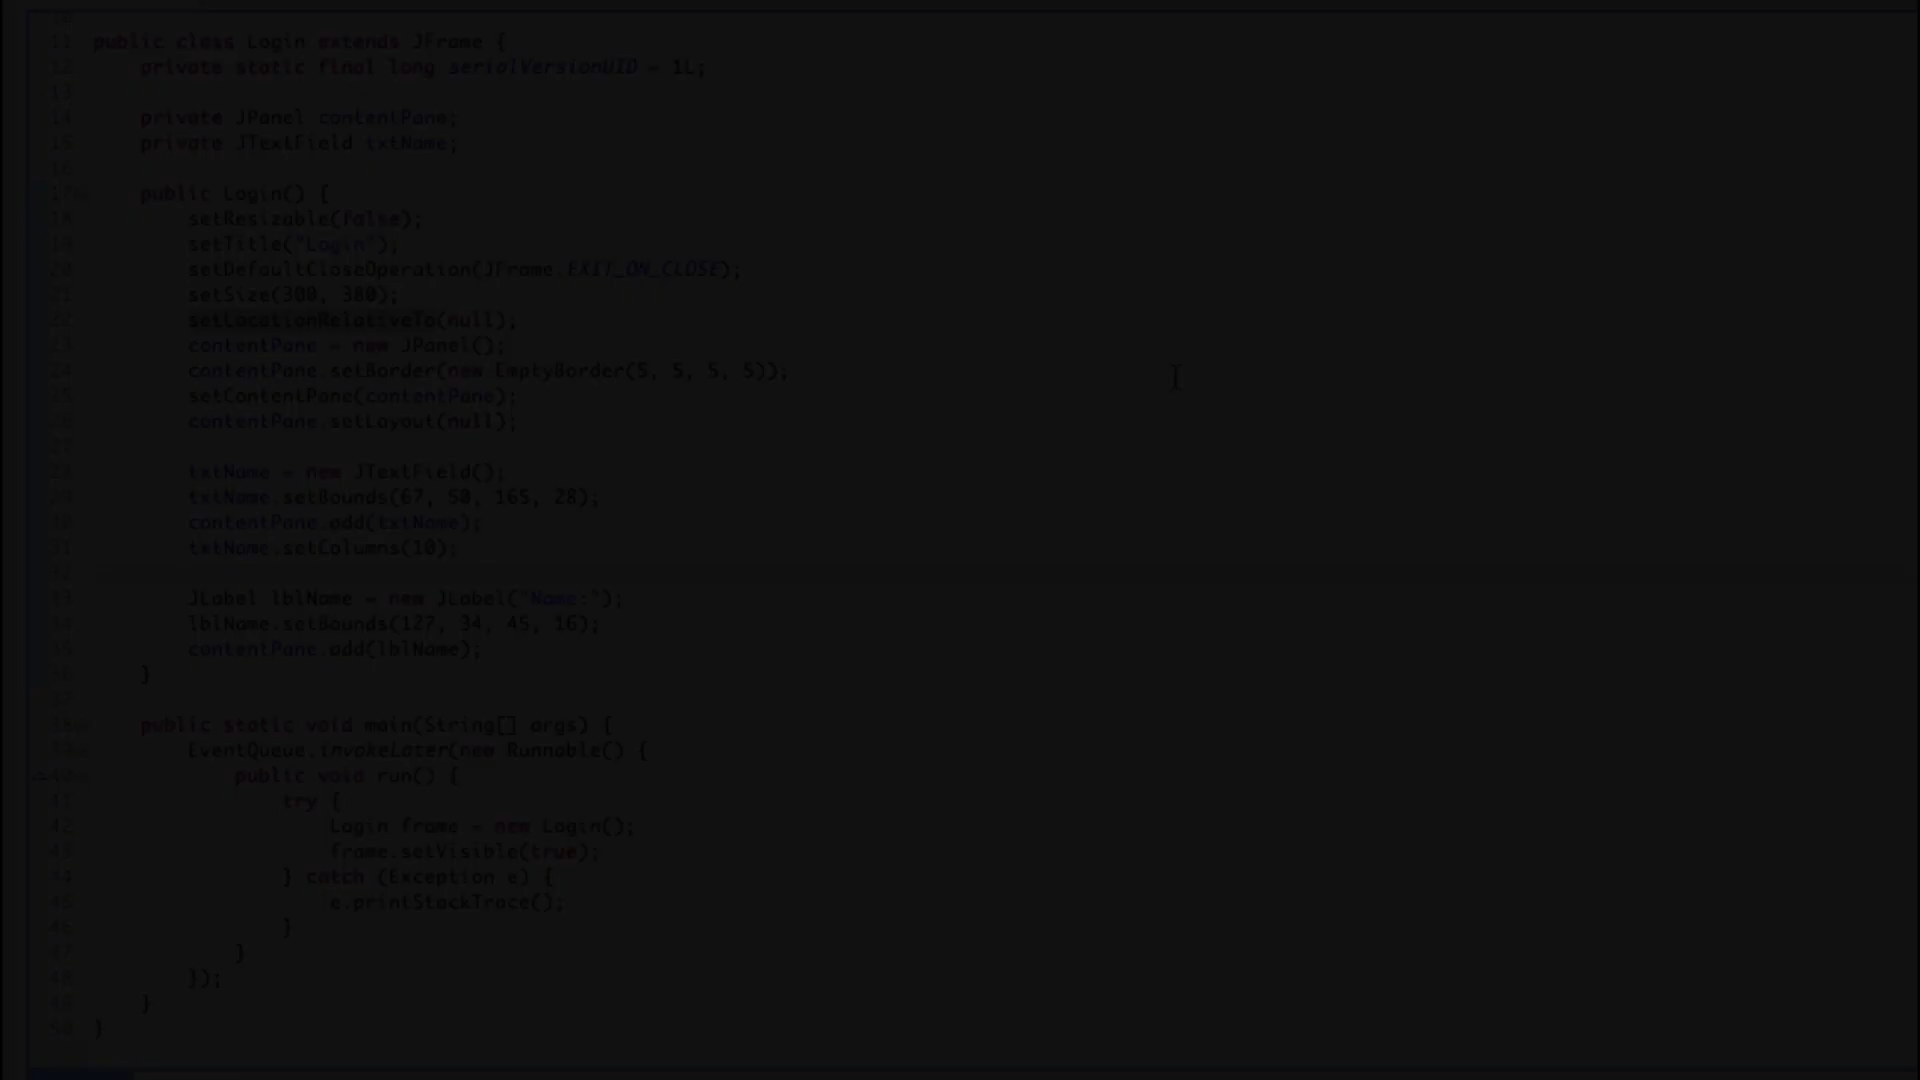 10
11 public class Login extends JFrame {
12 private static final long serialVersionUID = 1L;
13
14 private JPanel contentPane;
15 private JTextField txtName;
16
17 public Login() {
18 setResizable(false);
19 setTitle("Login");
20 setDefaultCloseOperation(JFrame.EXIT_ON_CLOSE);
21 setSize(300, 380);
22 setLocationRelativeTo(null);
23 contentPane = new JPanel();
24 contentPane.setBorder(new EmptyBorder(5, 5, 5, 5));
25 setContentPane(contentPane);
26 contentPane.setLayout(null);
27
28 txtName = new JTextField();
29 txtName.setBounds(67, 50, 165, 28);
30 contentPane.add(txtName);
31 txtName.setColumns(10);
32
33 JLabel lblName = new JLabel("Name:");
34 lblName.setBounds(127, 34, 45, 16);
35 contentPane.add(lblName);
36 }
37
38 public static void main(String[] args) {
39 EventQueue.invokeLater(new Runnable() {
40 public void run() {
41 try {
42 Login frame = new Login();
43 frame.setVisible(true);
44 } catch (Exception e) {
45 e.printStackTrace();
46 }
47 }
48 });
49 }
50 }